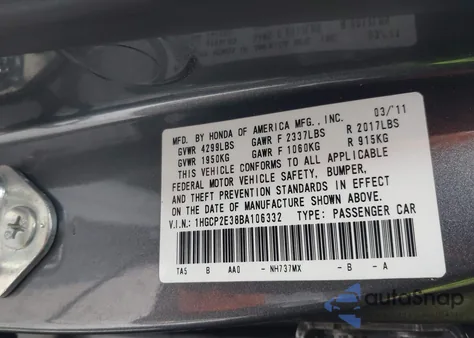 MFD. BY HONDA OF AMERICA MFG., INC. 03/11
GVWR 4299LBS GAWR F 2337LBS R 2017LBS
GVWR 1950KG GAWR F 1060KG R 915KG
THIS VEHICLE CONFORMS TO ALL APPLICABLE
FEDERAL MOTOR VEHICLE SAFETY, BUMPER,
AND THEFT PREVENTION STANDARDS IN EFFECT
ON THE DATE OF MANUFACTURE SHOWN ABOVE.
V.I.N.: 1HGCP2E36BA106332 TYPE: PASSENGER CAR
TA5 B AA0 - NH737MX - B - A
autoSnap